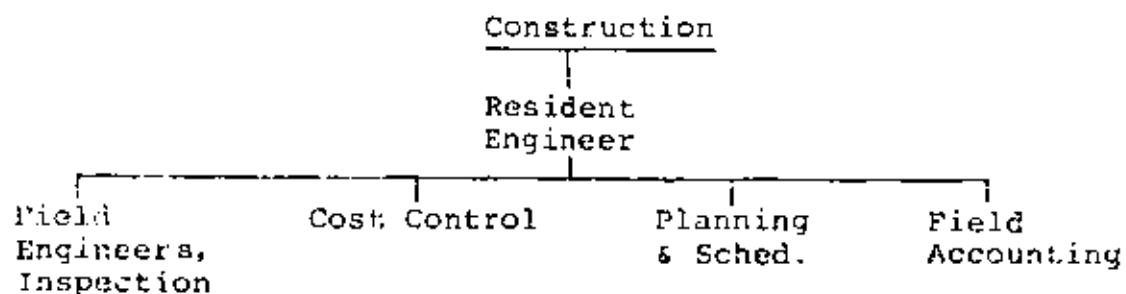 Construction
Resident
Engineer
Field
Engineers,
Inspection
Cost Control
Planning
& Sched.
Field
Accounting